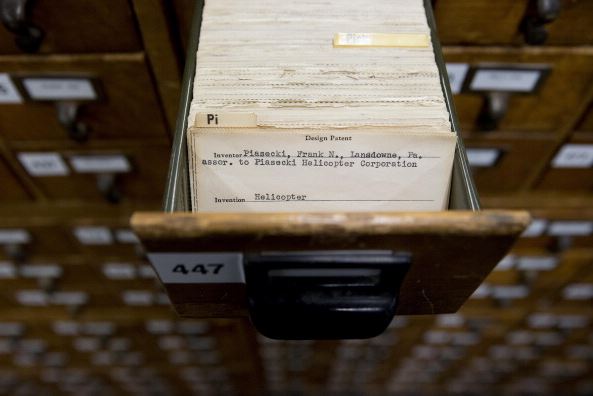 Pi
Design Patent
Inventor Piasecki, Frank N., Lansdowne, Pa.
assor. to Piasecki Helicopter Corporation
Invention Helicopter
447